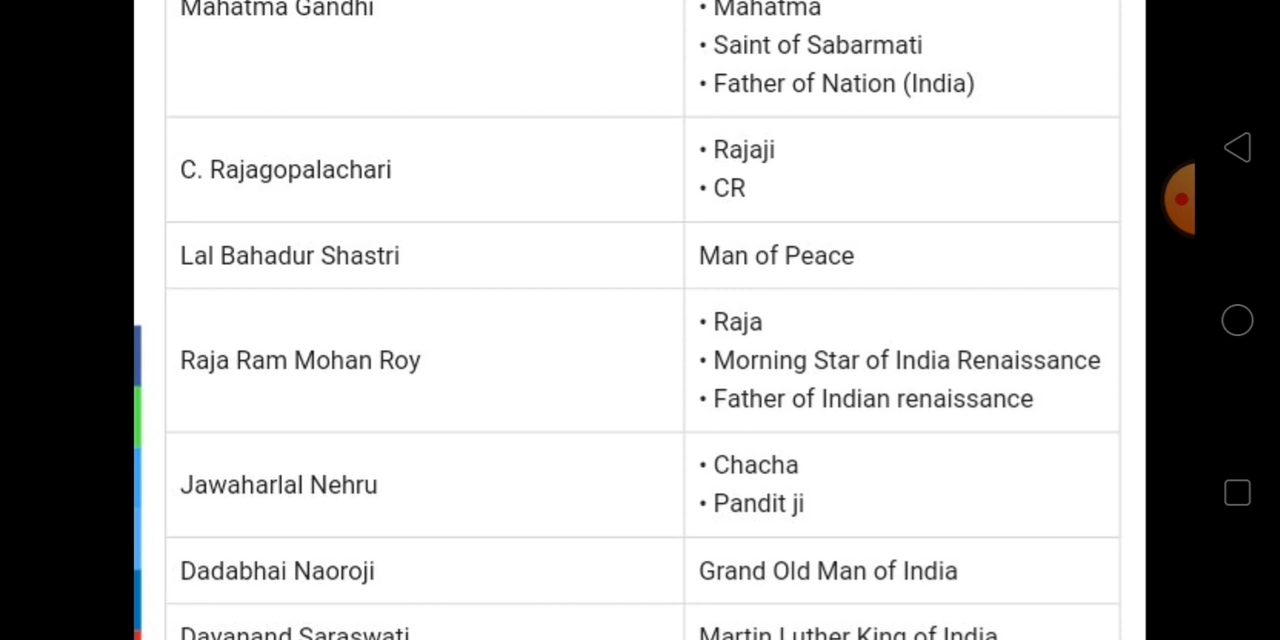 Mahatma Gandhi
• Mahatma
• Saint of Sabarmati
• Father of Nation (India)
C. Rajagopalachari
• Rajaji
• CR
Lal Bahadur Shastri
Man of Peace
Raja Ram Mohan Roy
• Raja
• Morning Star of India Renaissance
• Father of Indian renaissance
Jawaharlal Nehru
• Chacha
• Pandit ji
Dadabhai Naoroji
Grand Old Man of India
Dayanand Saraswati
Martin Luther King of India